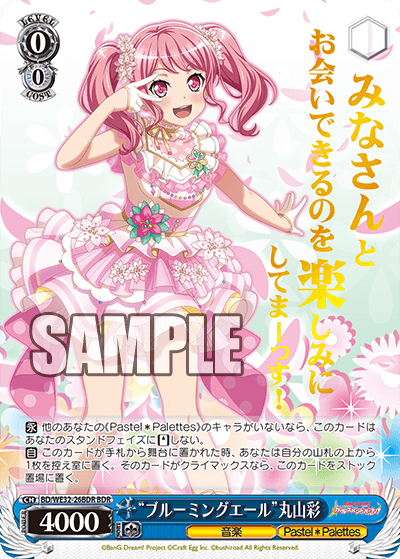 LEVEL
0
0
COST
みなさんと
お会いできるのを
楽しみに
してまーっす！
SAMPLE
永 他のあなたの《Pastel＊Palettes》のキャラがいないなら、このカードは
あなたのスタンドフェイズに【スタンド】しない。
自 このカードが手札から舞台に置かれた時、あなたは自分の山札の上から
1枚を控え室に置く。そのカードがクライマックスなら、このカードをストック
置場に置く。
CH BD/WE32-26BDR BDR
"ブルーミングエール"丸山彩
POWER
4000
音楽
Pastel＊Palettes
©BanG Dream! Project ©Craft Egg Inc. ©bushiroad All Rights Reserved.